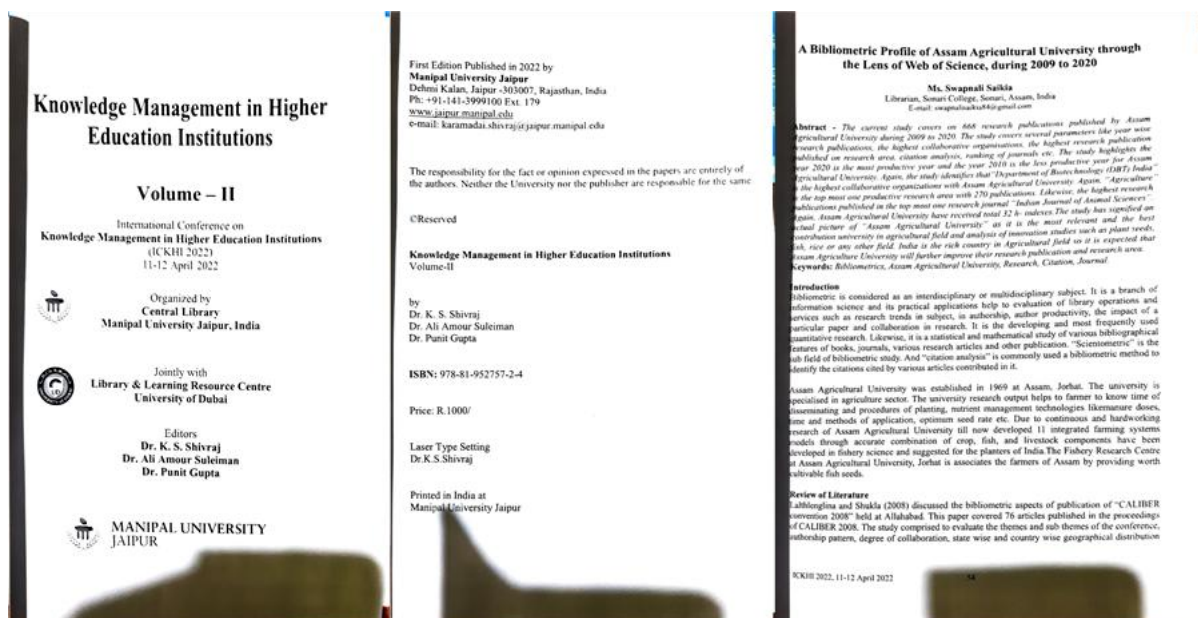 Knowledge Management in Higher
Education Institutions
Volume – II
International Conference on
Knowledge Management in Higher Education Institutions
(ICKHI 2022)
11-12 April 2022
Organized by
Central Library
Manipal University Jaipur, India
Jointly with
Library & Learning Resource Centre
University of Dubai
Editors
Dr. K. S. Shivraj
Dr. Ali Amour Suleiman
Dr. Punit Gupta
MANIPAL UNIVERSITY
JAIPUR
First Edition Published in 2022 by
Manipal University Jaipur
Dehmi Kalan, Jaipur -303007, Rajasthan, India
Ph: +91-141-3999100 Ext. 179
www.jaipur.manipal.edu
e-mail: karamadai.shivraj@jaipur.manipal.edu
The responsibility for the fact or opinion expressed in the papers are entirely of
the authors. Neither the University nor the publisher are responsible for the same
©Reserved
Knowledge Management in Higher Education Institutions
Volume-II
by
Dr. K. S. Shivraj
Dr. Ali Amour Suleiman
Dr. Punit Gupta
ISBN: 978-81-952757-2-4
Price: R.1000/
Laser Type Setting
Dr.K.S.Shivraj
Printed in India at
Manipal University Jaipur
A Bibliometric Profile of Assam Agricultural University through
the Lens of Web of Science, during 2009 to 2020
Ms. Swapnali Saikia
Librarian, Sonari College, Sonari, Assam, India
E-mail:
Abstract - The current study covers on 668 research publications published by Assam
Agricultural University during 2009 to 2020. The study covers several parameters like year wise
research publications, the highest collaborative organisations, the highest research publication
published on research area, citation analysis, ranking of journals etc. The study highlights the
year 2020 is the most productive year and the year 2010 is the less productive year for Assam
Agricultural University. Again, the study identifies that "Department of Biotechnology (DBT) India"
is the highest collaborative organizations with Assam Agricultural University. Again, "Agriculture"
is the top most one productive research area with 270 publications. Likewise, the highest research
publications published in the top most one research journal "Indian Journal of Animal Sciences".
Again, Assam Agricultural University have received total 32 h- indexes.The study has signified an
actual picture of "Assam Agricultural University" as it is the most relevant and the best
contribution university in agricultural field and analysis of innovation studies such as plant seeds,
fish, rice or any other field. India is the rich country in Agricultural field so it is expected that
Assam Agriculture University will further improve their research publication and research area.
Keywords: Bibliometrics, Assam Agricultural University, Research, Citation, Journal
Introduction
Bibliometric is considered as an interdisciplinary or multidisciplinary subject. It is a branch of
information science and its practical applications help to evaluation of library operations and
services such as research trends in subject, in authorship, author productivity, the impact of a
particular paper and collaboration in research. It is the developing and most frequently used
quantitative research. Likewise, it is a statistical and mathematical study of various bibliographical
features of books, journals, various research articles and other publication. "Scientometric" is the
sub field of bibliometric study. And "citation analysis" is commonly used a bibliometric method to
identify the citations cited by various articles contributed in it.
Assam Agricultural University was established in 1969 at Assam, Jorhat. The university is
specialised in agriculture sector. The university research output helps to farmer to know time of
disseminating and procedures of planting, nutrient management technologies likemanure doses,
time and methods of application, optimum seed rate etc. Due to continuous and hardworking
research of Assam Agricultural University till now developed 11 integrated farming systems
models through accurate combination of crop, fish, and livestock components have been
developed in fishery science and suggested for the planters of India.The Fishery Research Centre
at Assam Agricultural University, Jorhat is associates the farmers of Assam by providing worth
cultivable fish seeds.
Review of Literature
Lalthlenglina and Shukla (2008) discussed the bibliometric aspects of publication of "CALIBER
convention 2008" held at Allahabad. This paper covered 76 articles published in the proceedings
of CALIBER 2008. The study comprised to evaluate the themes and sub themes of the conference,
authorship pattern, degree of collaboration, state wise and country wise geographical distribution
ICKHI 2022, 11-12 April 2022